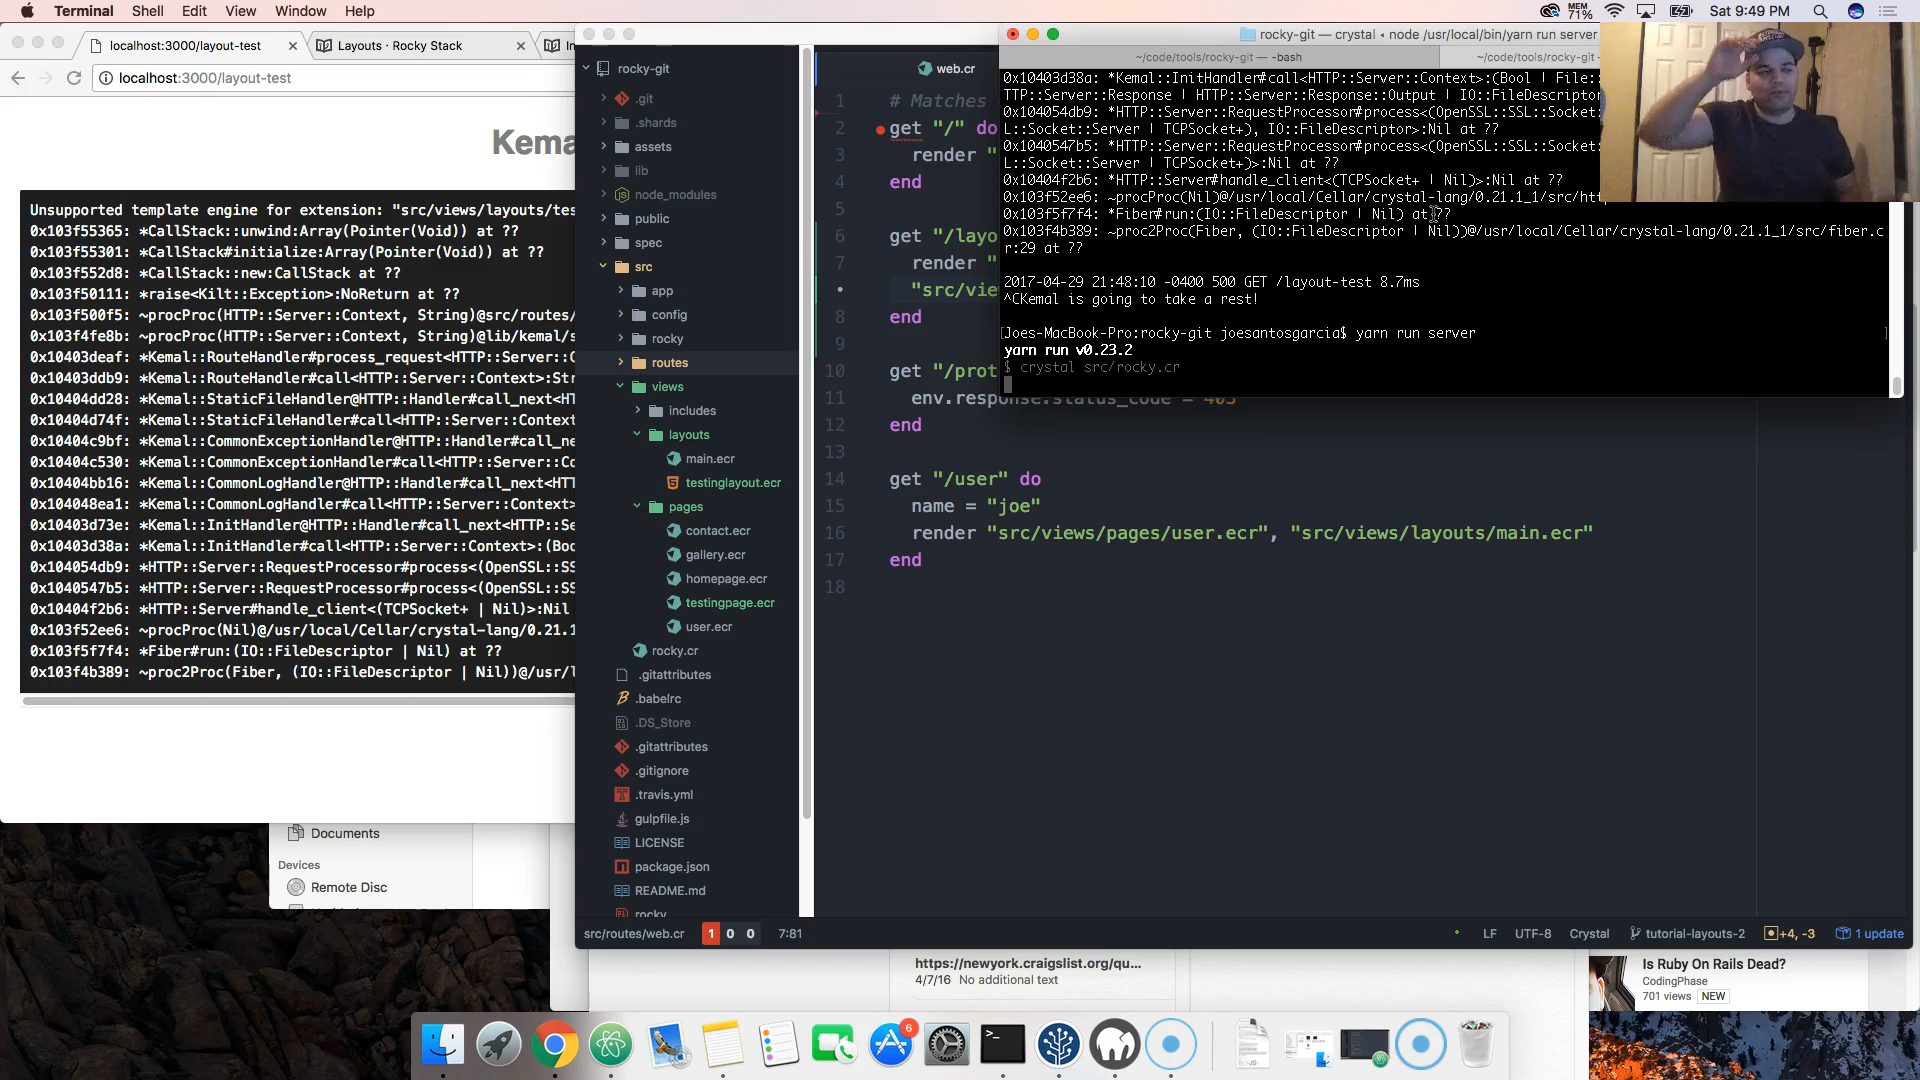 Terminal Shell Edit View Window Help
MEM 71% Sat 9:49 PM
localhost:3000/layout-test
Layouts · Rocky Stack
localhost:3000/layout-test
Kema
Unsupported template engine for extension: "src/views/layouts/tes
0x103f55365: *CallStack::unwind:Array(Pointer(Void)) at ??
0x103f55301: *CallStack#initialize:Array(Pointer(Void)) at ??
0x103f552d8: *CallStack::new:CallStack at ??
0x103f50111: *raise<Kilt::Exception>:NoReturn at ??
0x103f500f5: ~procProc(HTTP::Server::Context, String)@src/routes/
0x103f4fe8b: ~procProc(HTTP::Server::Context, String)@lib/kemal/s
0x10403deaf: *Kemal::RouteHandler#process_request<HTTP::Server::C
0x10403ddb9: *Kemal::RouteHandler#call<HTTP::Server::Context>:Str
0x10404dd28: *Kemal::StaticFileHandler@HTTP::Handler#call_next<HT
0x10404d74f: *Kemal::StaticFileHandler#call<HTTP::Server::Context
0x10404c9bf: *Kemal::CommonExceptionHandler@HTTP::Handler#call_ne
0x10404c530: *Kemal::CommonExceptionHandler#call<HTTP::Server::Co
0x10404bb16: *Kemal::CommonLogHandler@HTTP::Handler#call_next<HTT
0x104048ea1: *Kemal::CommonLogHandler#call<HTTP::Server::Context>
0x10403d73e: *Kemal::InitHandler@HTTP::Handler#call_next<HTTP::Se
0x10403d38a: *Kemal::InitHandler#call<HTTP::Server::Context>:(Boo
0x104054db9: *HTTP::Server::RequestProcessor#process<(OpenSSL::SS
0x1040547b5: *HTTP::Server::RequestProcessor#process<(OpenSSL::SS
0x10404f2b6: *HTTP::Server#handle_client<(TCPSocket+ | Nil)>:Nil
0x103f52ee6: ~procProc(Nil)@/usr/local/Cellar/crystal-lang/0.21.1
0x103f5f7f4: *Fiber#run:(IO::FileDescriptor | Nil) at ??
0x103f4b389: ~proc2Proc(Fiber, (IO::FileDescriptor | Nil))@/usr/l
Documents
Devices
Remote Disc
rocky-git
.git
.shards
assets
lib
node_modules
public
spec
src
app
config
rocky
routes
views
includes
layouts
main.ecr
testinglayout.ecr
pages
contact.ecr
gallery.ecr
homepage.ecr
testingpage.ecr
user.ecr
rocky.cr
.gitattributes
.babelrc
.DS_Store
.gitattributes
.gitignore
.travis.yml
gulpfile.js
LICENSE
package.json
README.md
rocky
web.cr
1 # Matches
2 get "/" do
3 render "
4 end
5
6 get "/layo
7 render "
"src/vie
8 end
9
10 get "/prot
11 env.response.status_code = 403
12 end
13
14 get "/user" do
15 name = "joe"
16 render "src/views/pages/user.ecr", "src/views/layouts/main.ecr"
17 end
18
src/routes/web.cr 1 0 0 7:81
LF UTF-8 Crystal tutorial-layouts-2 +4, -3 1 update
rocky-git — crystal ◂ node /usr/local/bin/yarn run server
~/code/tools/rocky-git — -bash
~/code/tools/rocky-git
0x10403d38a: *Kemal::InitHandler#call<HTTP::Server::Context>:(Bool | File::
TTP::Server::Response | HTTP::Server::Response::Output | IO::FileDescriptor
0x104054db9: *HTTP::Server::RequestProcessor#process<(OpenSSL::SSL::Socket:
L::Socket::Server | TCPSocket+), IO::FileDescriptor>:Nil at ??
0x1040547b5: *HTTP::Server::RequestProcessor#process<(OpenSSL::SSL::Socket:
L::Socket::Server | TCPSocket+)>:Nil at ??
0x10404f2b6: *HTTP::Server#handle_client<(TCPSocket+ | Nil)>:Nil at ??
0x103f52ee6: ~procProc(Nil)@/usr/local/Cellar/crystal-lang/0.21.1_1/src/htt
0x103f5f7f4: *Fiber#run:(IO::FileDescriptor | Nil) at ??
0x103f4b389: ~proc2Proc(Fiber, (IO::FileDescriptor | Nil))@/usr/local/Cellar/crystal-lang/0.21.1_1/src/fiber.c
r:29 at ??
2017-04-29 21:48:10 -0400 500 GET /layout-test 8.7ms
^CKemal is going to take a rest!
[Joes-MacBook-Pro:rocky-git joesantosgarcia$ yarn run server ]
yarn run v0.23.2
$ crystal src/rocky.cr
https://newyork.craigslist.org/qu...
4/7/16 No additional text
Is Ruby On Rails Dead?
CodingPhase
701 views NEW
6